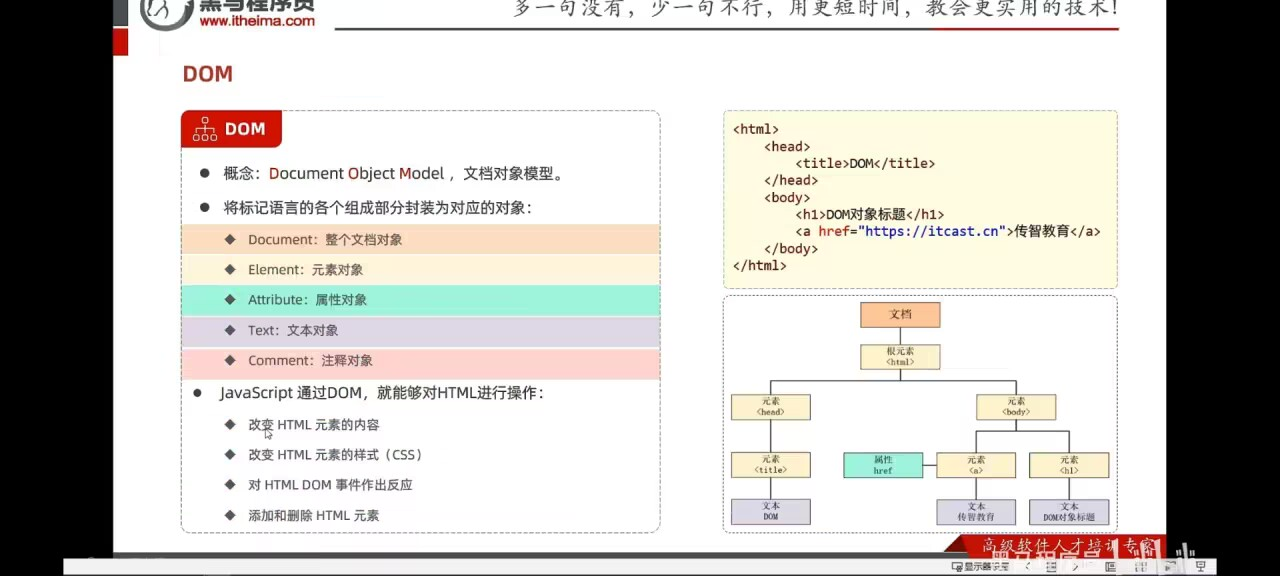 黑马程序员
www.itheima.com
多一句没有，少一句不行，用更短时间，教会更实用的技术！
DOM
DOM
概念：Document Object Model，文档对象模型。
将标记语言的各个组成部分封装为对应的对象：
Document：整个文档对象
Element：元素对象
Attribute：属性对象
Text：文本对象
Comment：注释对象
JavaScript 通过DOM，就能够对HTML进行操作：
改变 HTML 元素的内容
改变 HTML 元素的样式（CSS）
对 HTML DOM 事件作出反应
添加和删除 HTML 元素
<html>
<head>
<title>DOM</title>
</head>
<body>
<h1>DOM对象标题</h1>
<a href="https://itcast.cn">传智教育</a>
</body>
</html>
文档
根元素
<html>
元素
<head>
元素
<body>
元素
<title>
属性
href
元素
<a>
元素
<h1>
文本
DOM
文本
传智教育
文本
DOM对象标题
高级软件人才培训专家
显示器设置